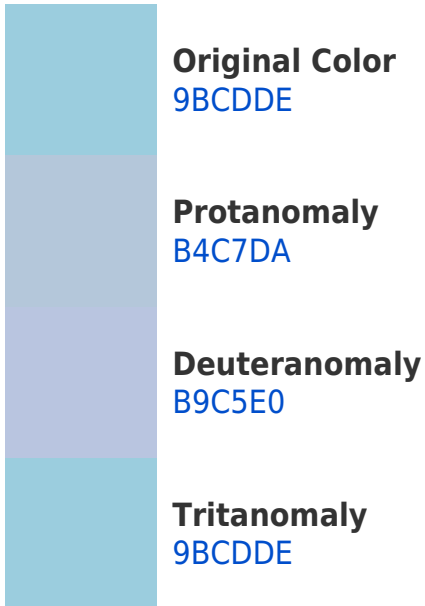 Original Color
9BCDDE
Protanomaly
B4C7DA
Deuteranomaly
B9C5E0
Tritanomaly
9BCDDE